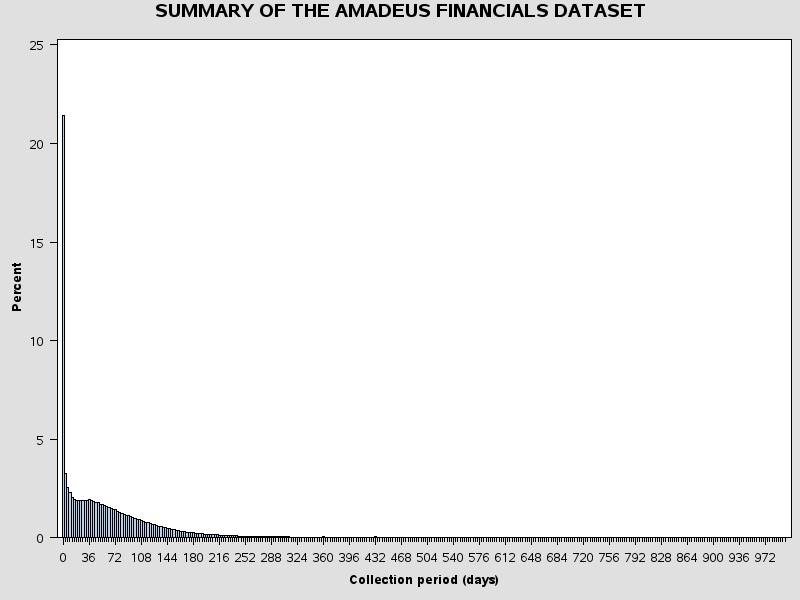 SUMMARY OF THE AMADEUS FINANCIALS DATASET
25
20
15
10
5
0
Percent
0 36 72 108 144 180 216 252 288 324 360 396 432 468 504 540 576 612 648 684 720 756 792 828 864 900 936 972
Collection period (days)